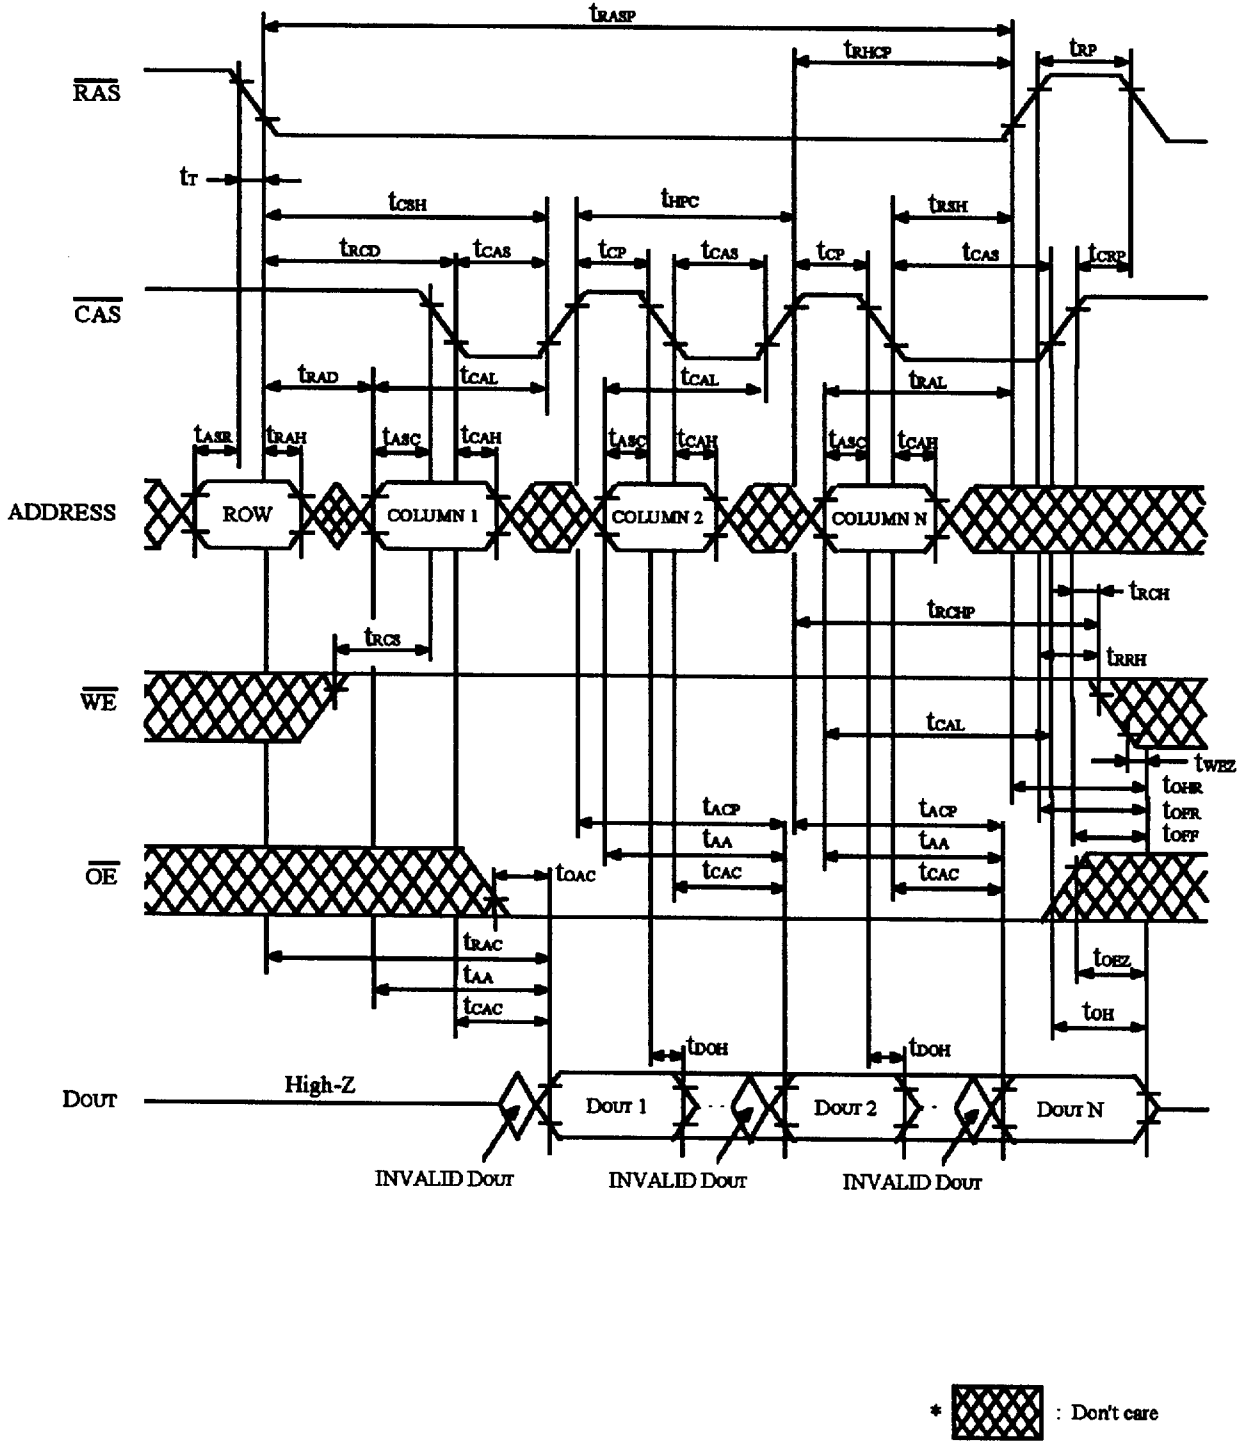 tRASP
tRHCP tRP
RAS
tT
tCSH tHPC tRSH
tRCD tCAS tCP tCAS tCP tCAS tCRP
CAS
tRAD tCAL tCAL tRAL
tASR tRAH tASC tCAH tASC tCAH tASC tCAH
ADDRESS ROW COLUMN 1 COLUMN 2 COLUMN N
tRCH
tRCHP
tRCS tRRH
WE
tCAL
tWEZ
tOHR
tACP tACP tOFR
tAA tAA tOFF
OE tOAC tCAC tCAC
tRAC
tOEZ
tAA
tCAC tOH
tDOH tDOH
High-Z
DOUT DOUT 1 · · DOUT 2 · · DOUT N
INVALID DOUT INVALID DOUT INVALID DOUT
* : Don't care